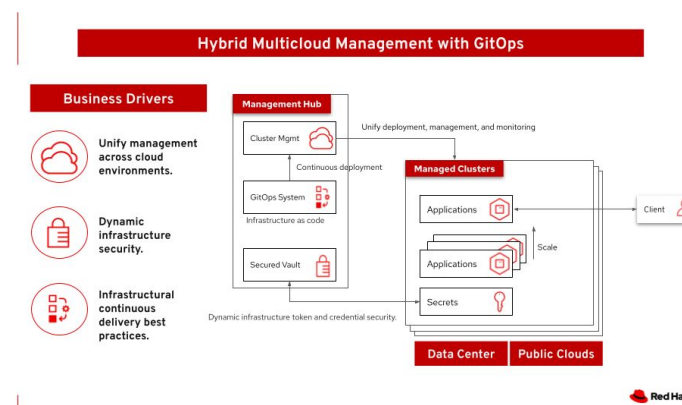 Hybrid Multicloud Management with GitOps
Business Drivers
Unify management
across cloud
environments.
Dynamic
infrastructure
security.
Infrastructural
continuous
delivery best
practices.
Management Hub
Cluster Mgmt
Continuous deployment
GitOps System
Infrastructure as code
Secured Vault
Dynamic infrastructure token and credential security.
Unify deployment, management, and monitoring
Managed Clusters
Applications
Scale
Applications
Secrets
Client
Data Center
Public Clouds
Red Ha